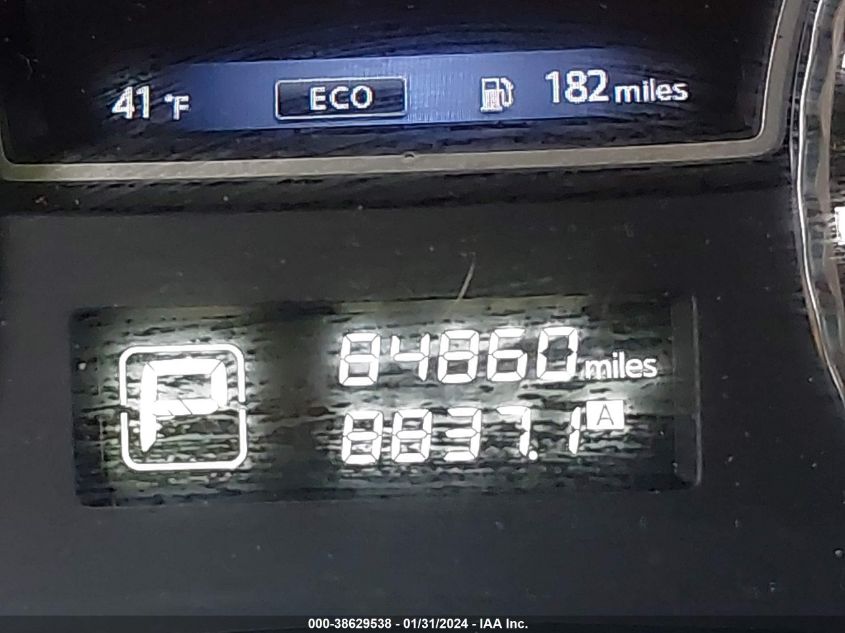 41 °F ECO 182 miles
84860 miles
P
8837.1 A
000-38629538 - 01/31/2024 - IAA Inc.